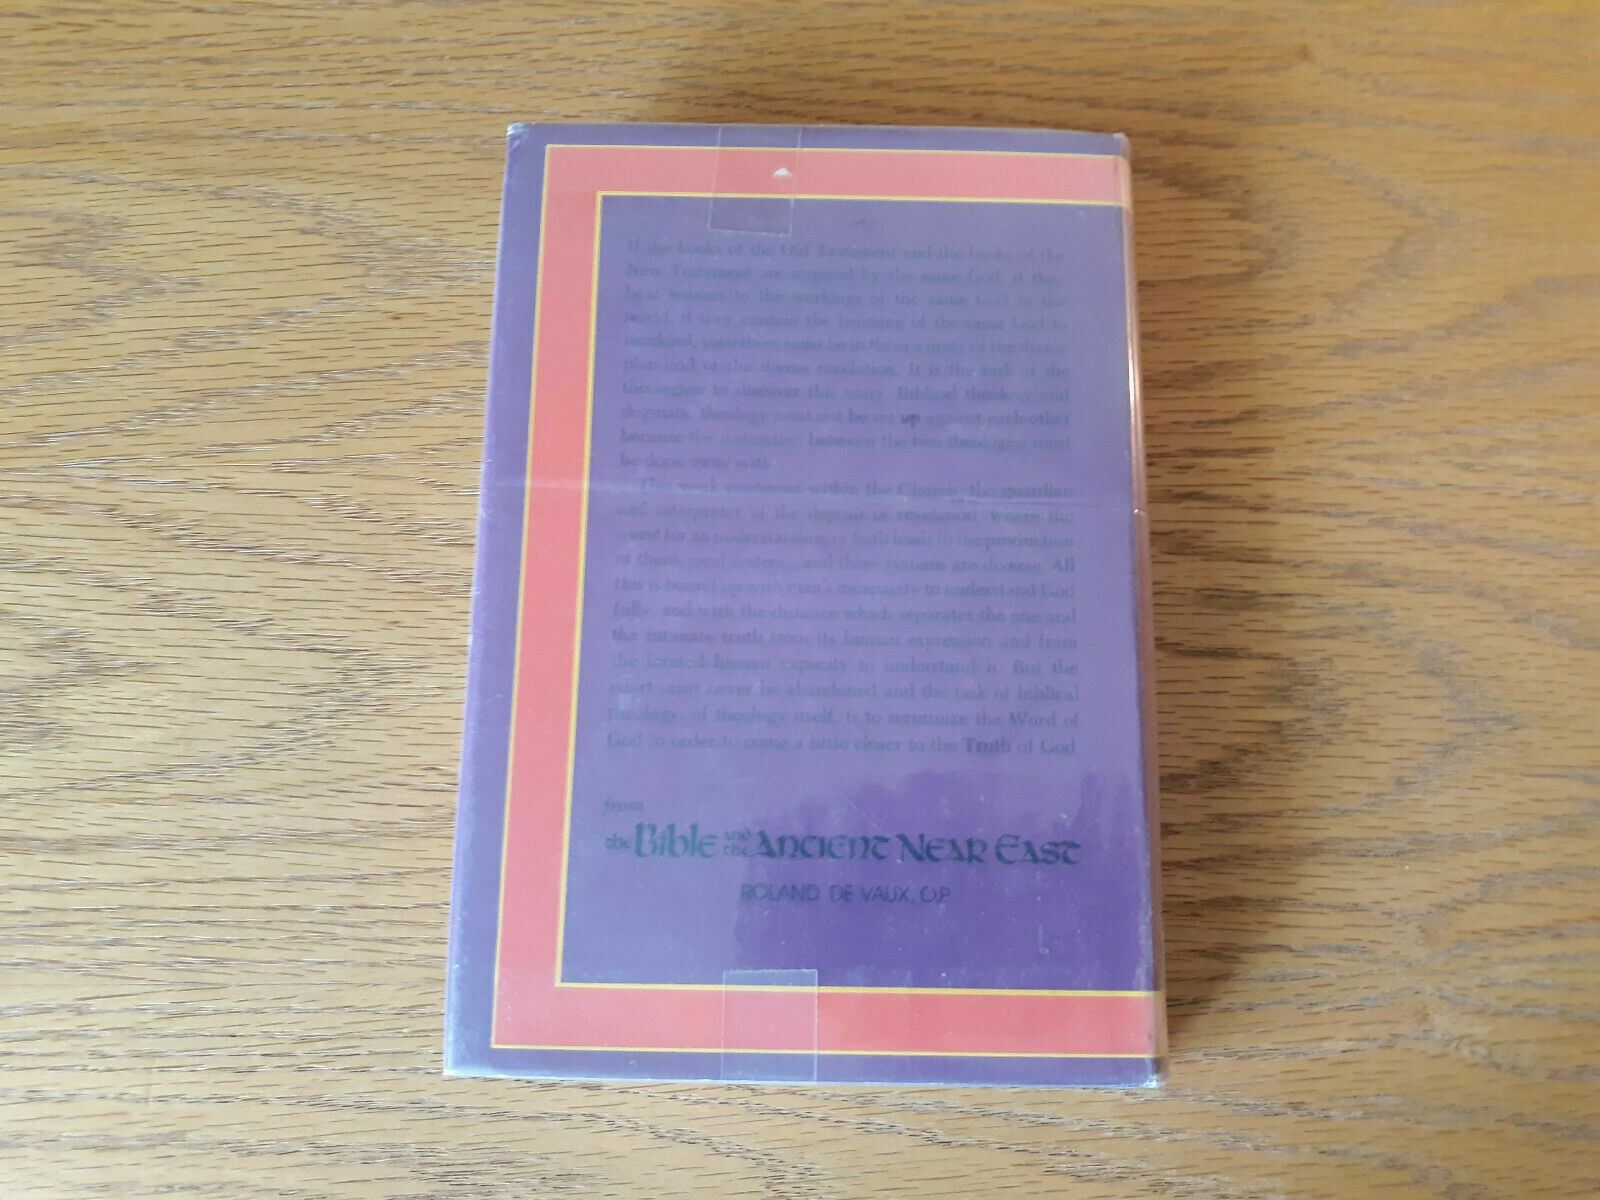 If the books of the Old Testament and the books of the
New Testament are inspired by the same God, if they
bear witness to the workings of the same God in the
world, if they contain the teaching of the same God to
mankind, then there must be in them a unity of the divine
plan and of the divine revelation. It is the task of the
theologian to discover this unity. Biblical theology and
dogmatic theology must not be set up against each other
because the distinction between the two theologies must
be done away with. . .
This work continues within the Church, the guardian
and interpreter of the deposit of revelation, where the
quest for an understanding of faith leads to the production
of theological systems, and these systems are diverse. All
this is bound up with man's incapacity to understand God
fully, and with the distance which separates the one and
the intimate truth from its human expression and from
the limited human capacity to understand it. But the
effort must never be abandoned and the task of biblical
theology, of theology itself, is to scrutinize the Word of
God in order to come a little closer to the Truth of God
from
the Bible and the Ancient Near East
ROLAND DE VAUX, O.P.